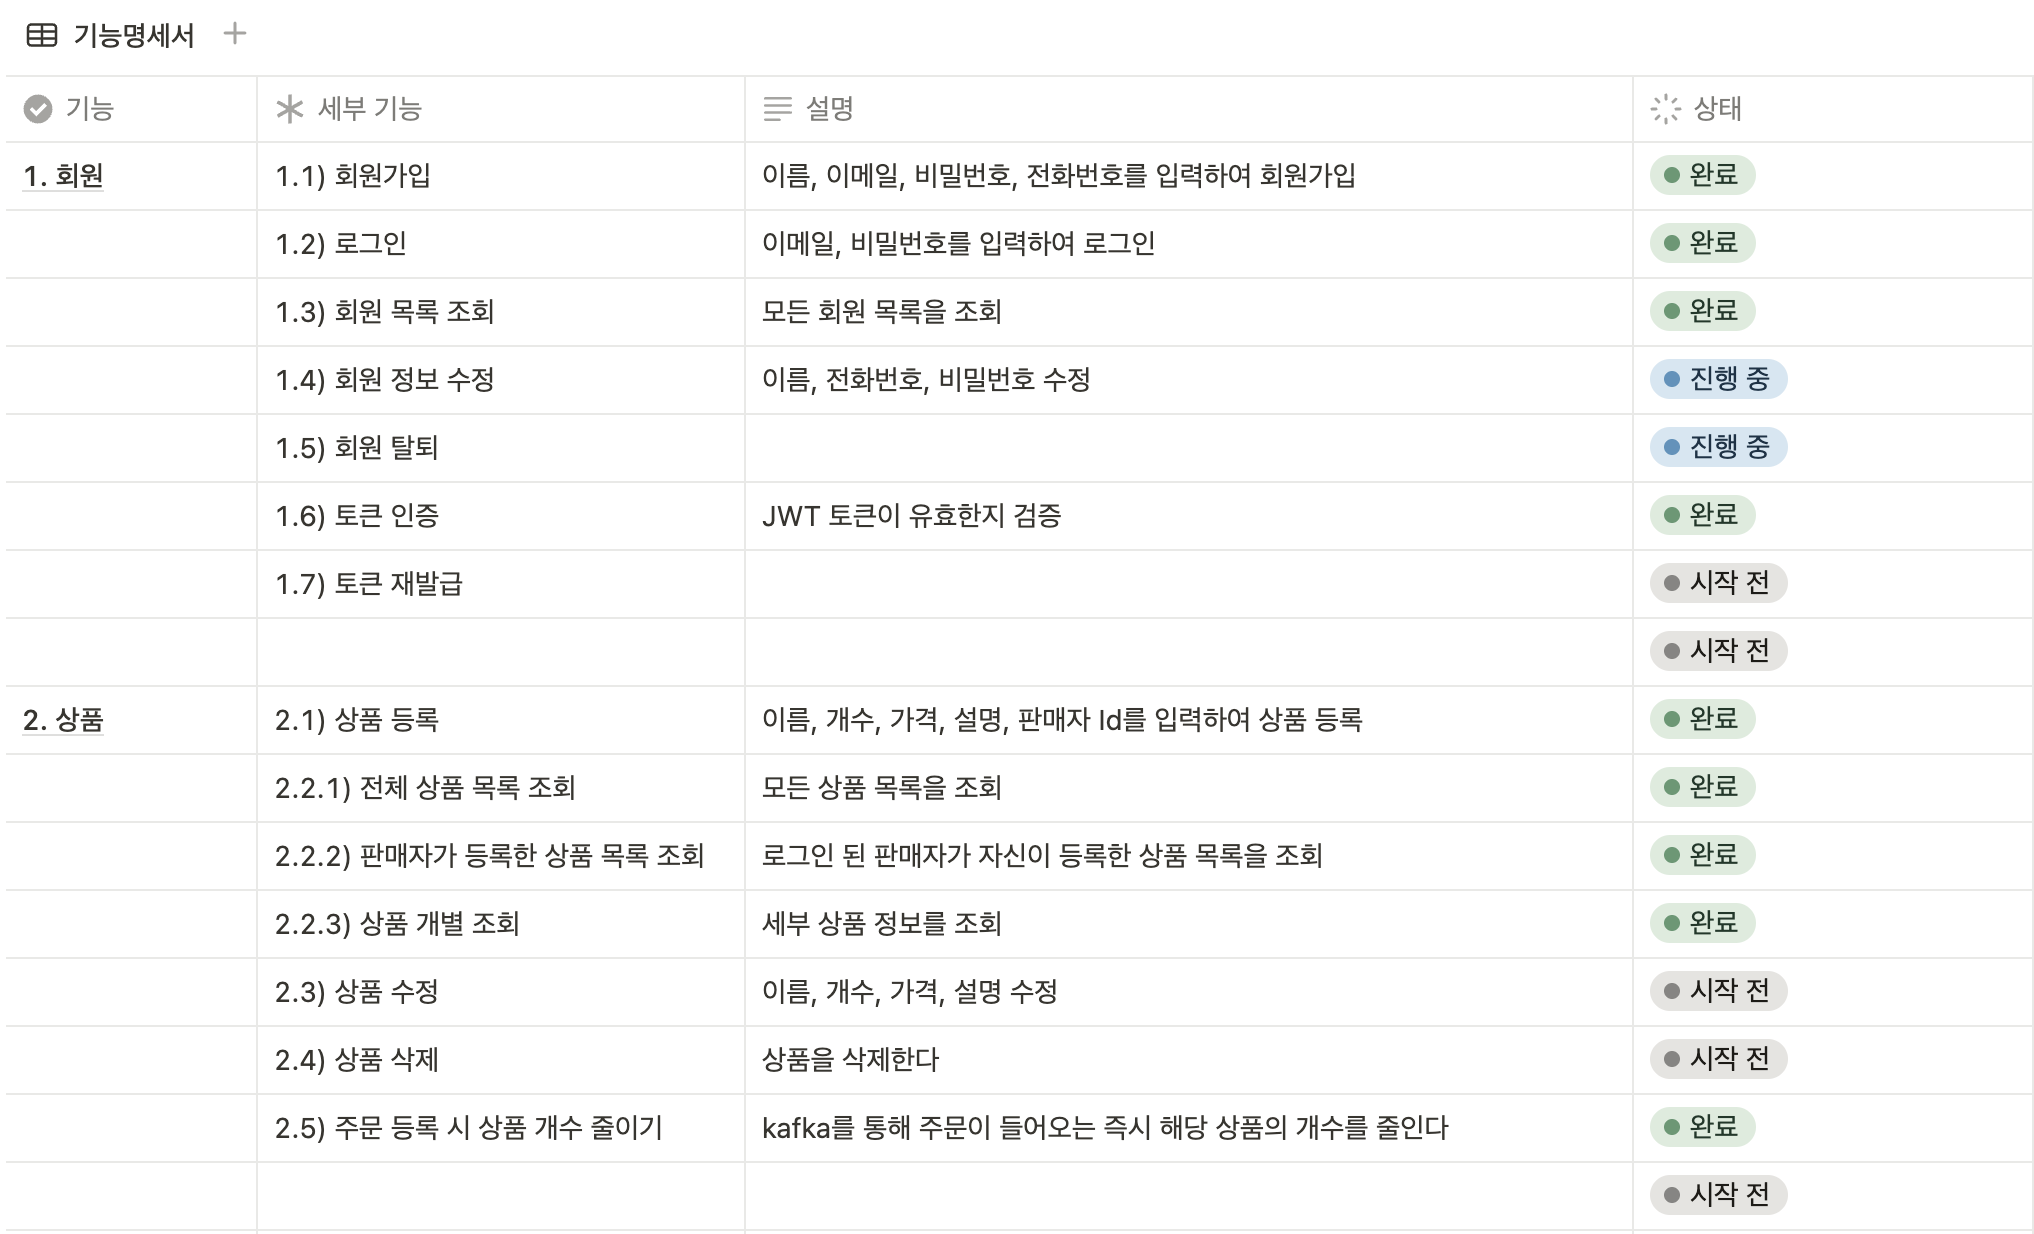 기능명세서
기능 세부 기능 설명 상태
1. 회원 1.1) 회원가입 이름, 이메일, 비밀번호, 전화번호를 입력하여 회원가입 완료
1.2) 로그인 이메일, 비밀번호를 입력하여 로그인 완료
1.3) 회원 목록 조회 모든 회원 목록을 조회 완료
1.4) 회원 정보 수정 이름, 전화번호, 비밀번호 수정 진행 중
1.5) 회원 탈퇴 진행 중
1.6) 토큰 인증 JWT 토큰이 유효한지 검증 완료
1.7) 토큰 재발급 시작 전
시작 전
2. 상품 2.1) 상품 등록 이름, 개수, 가격, 설명, 판매자 Id를 입력하여 상품 등록 완료
2.2.1) 전체 상품 목록 조회 모든 상품 목록을 조회 완료
2.2.2) 판매자가 등록한 상품 목록 조회 로그인 된 판매자가 자신이 등록한 상품 목록을 조회 완료
2.2.3) 상품 개별 조회 세부 상품 정보를 조회 완료
2.3) 상품 수정 이름, 개수, 가격, 설명 수정 시작 전
2.4) 상품 삭제 상품을 삭제한다 시작 전
2.5) 주문 등록 시 상품 개수 줄이기 kafka를 통해 주문이 들어오는 즉시 해당 상품의 개수를 줄인다 완료
시작 전